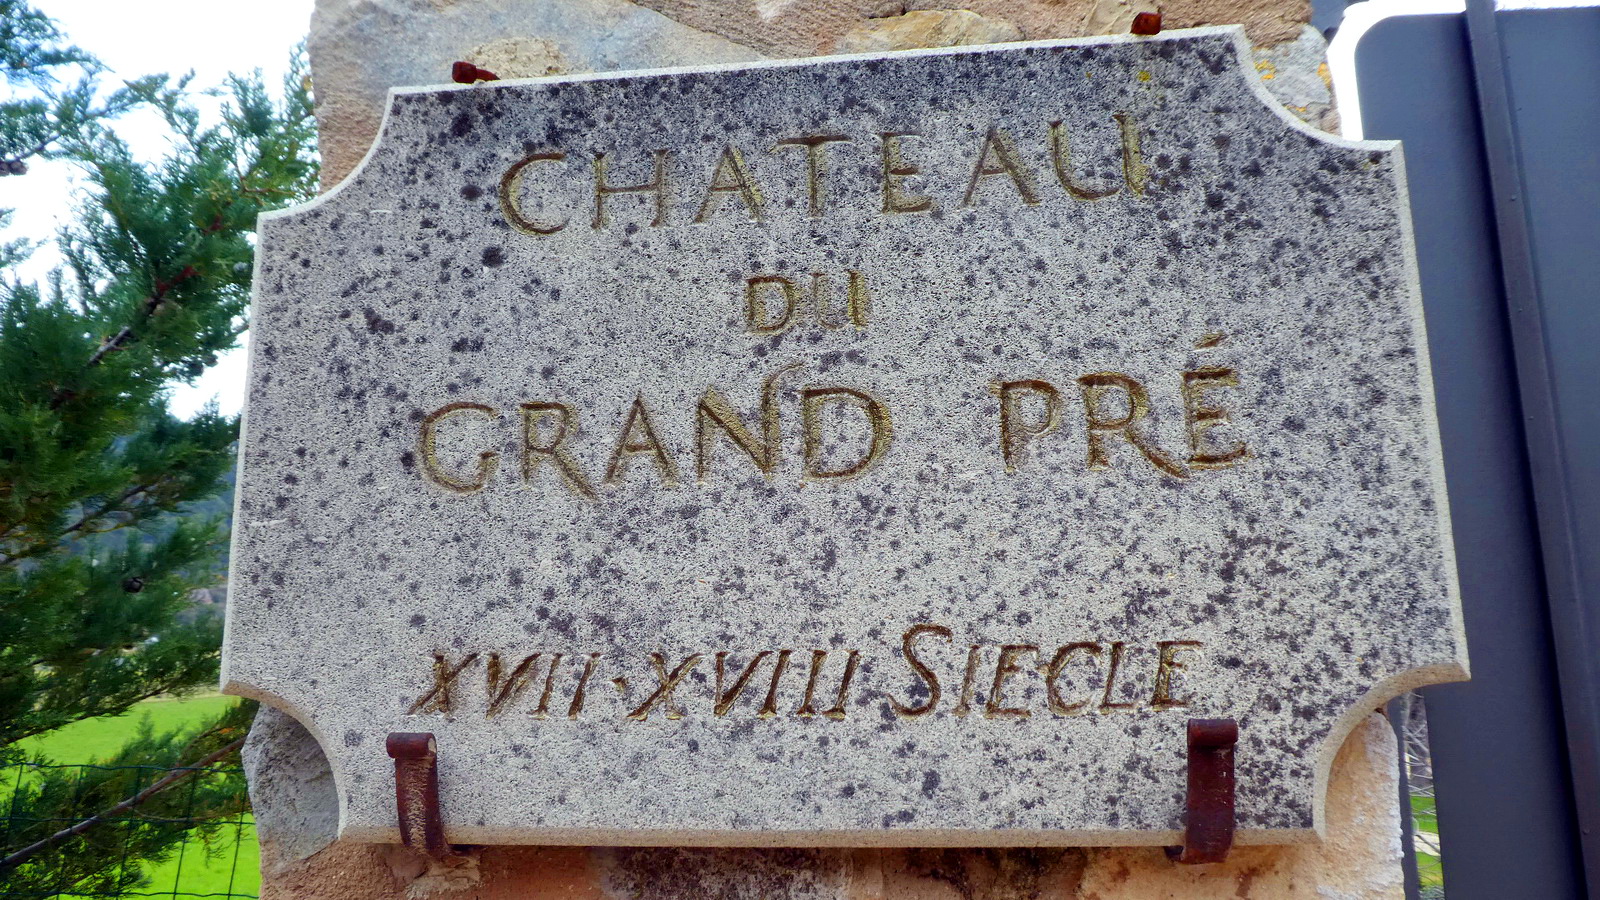 CHATEAU
DU
GRAND PRÉ
XVII·XVIII SIECLE